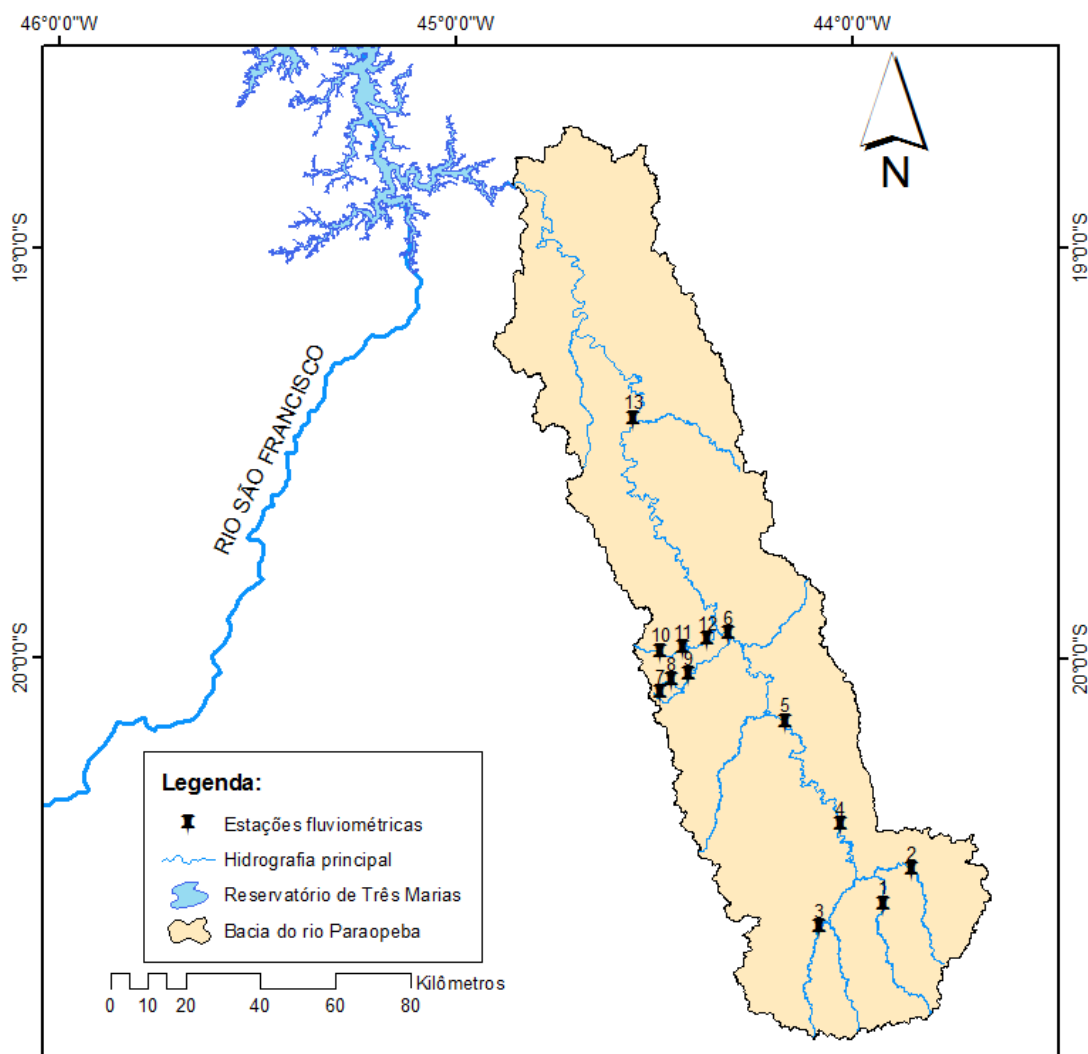 46°0'0"W 45°0'0"W 44°0'0"W
N
19°0'0"S 19°0'0"S
13
RIO SÃO FRANCISCO
6
12
11
10
9
8
7
20°0'0"S 20°0'0"S
5
4
2
1
3
Legenda:
Estações fluviométricas
Hidrografia principal
Reservatório de Três Marias
Bacia do rio Paraopeba
Kilômetros
0 10 20 40 60 80